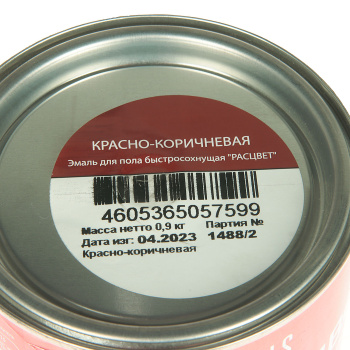 КРАСНО-КОРИЧНЕВАЯ
Эмаль для пола быстросохнущая "РАСЦВЕТ"
4605365057599
Масса нетто 0,9 кг Партия №
Дата изг: 04.2023 1488/2
Красно-коричневая